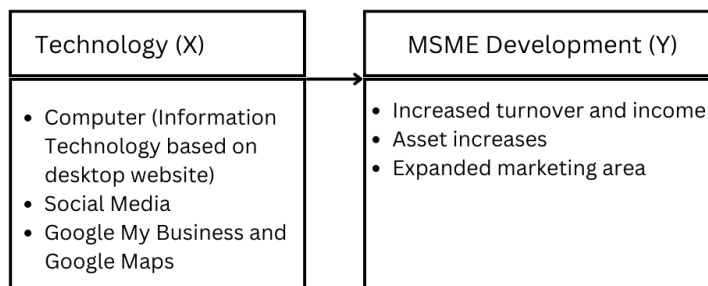 Technology (X)
• Computer (Information
Technology based on
desktop website)
• Social Media
• Google My Business and
Google Maps
MSME Development (Y)
• Increased turnover and income
• Asset increases
• Expanded marketing area